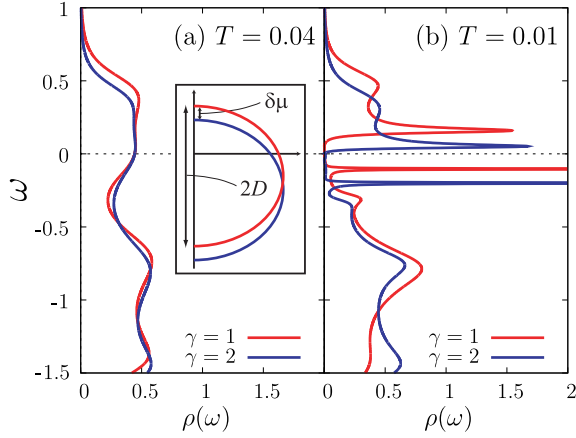 (a) T = 0.04
(b) T = 0.01
1
0.5
0
-0.5
-1
-1.5
ω
δμ
2D
γ = 1
γ = 2
γ = 1
γ = 2
0
0.5
1
1.5
0
0.5
1
1.5
2
ρ(ω)
ρ(ω)